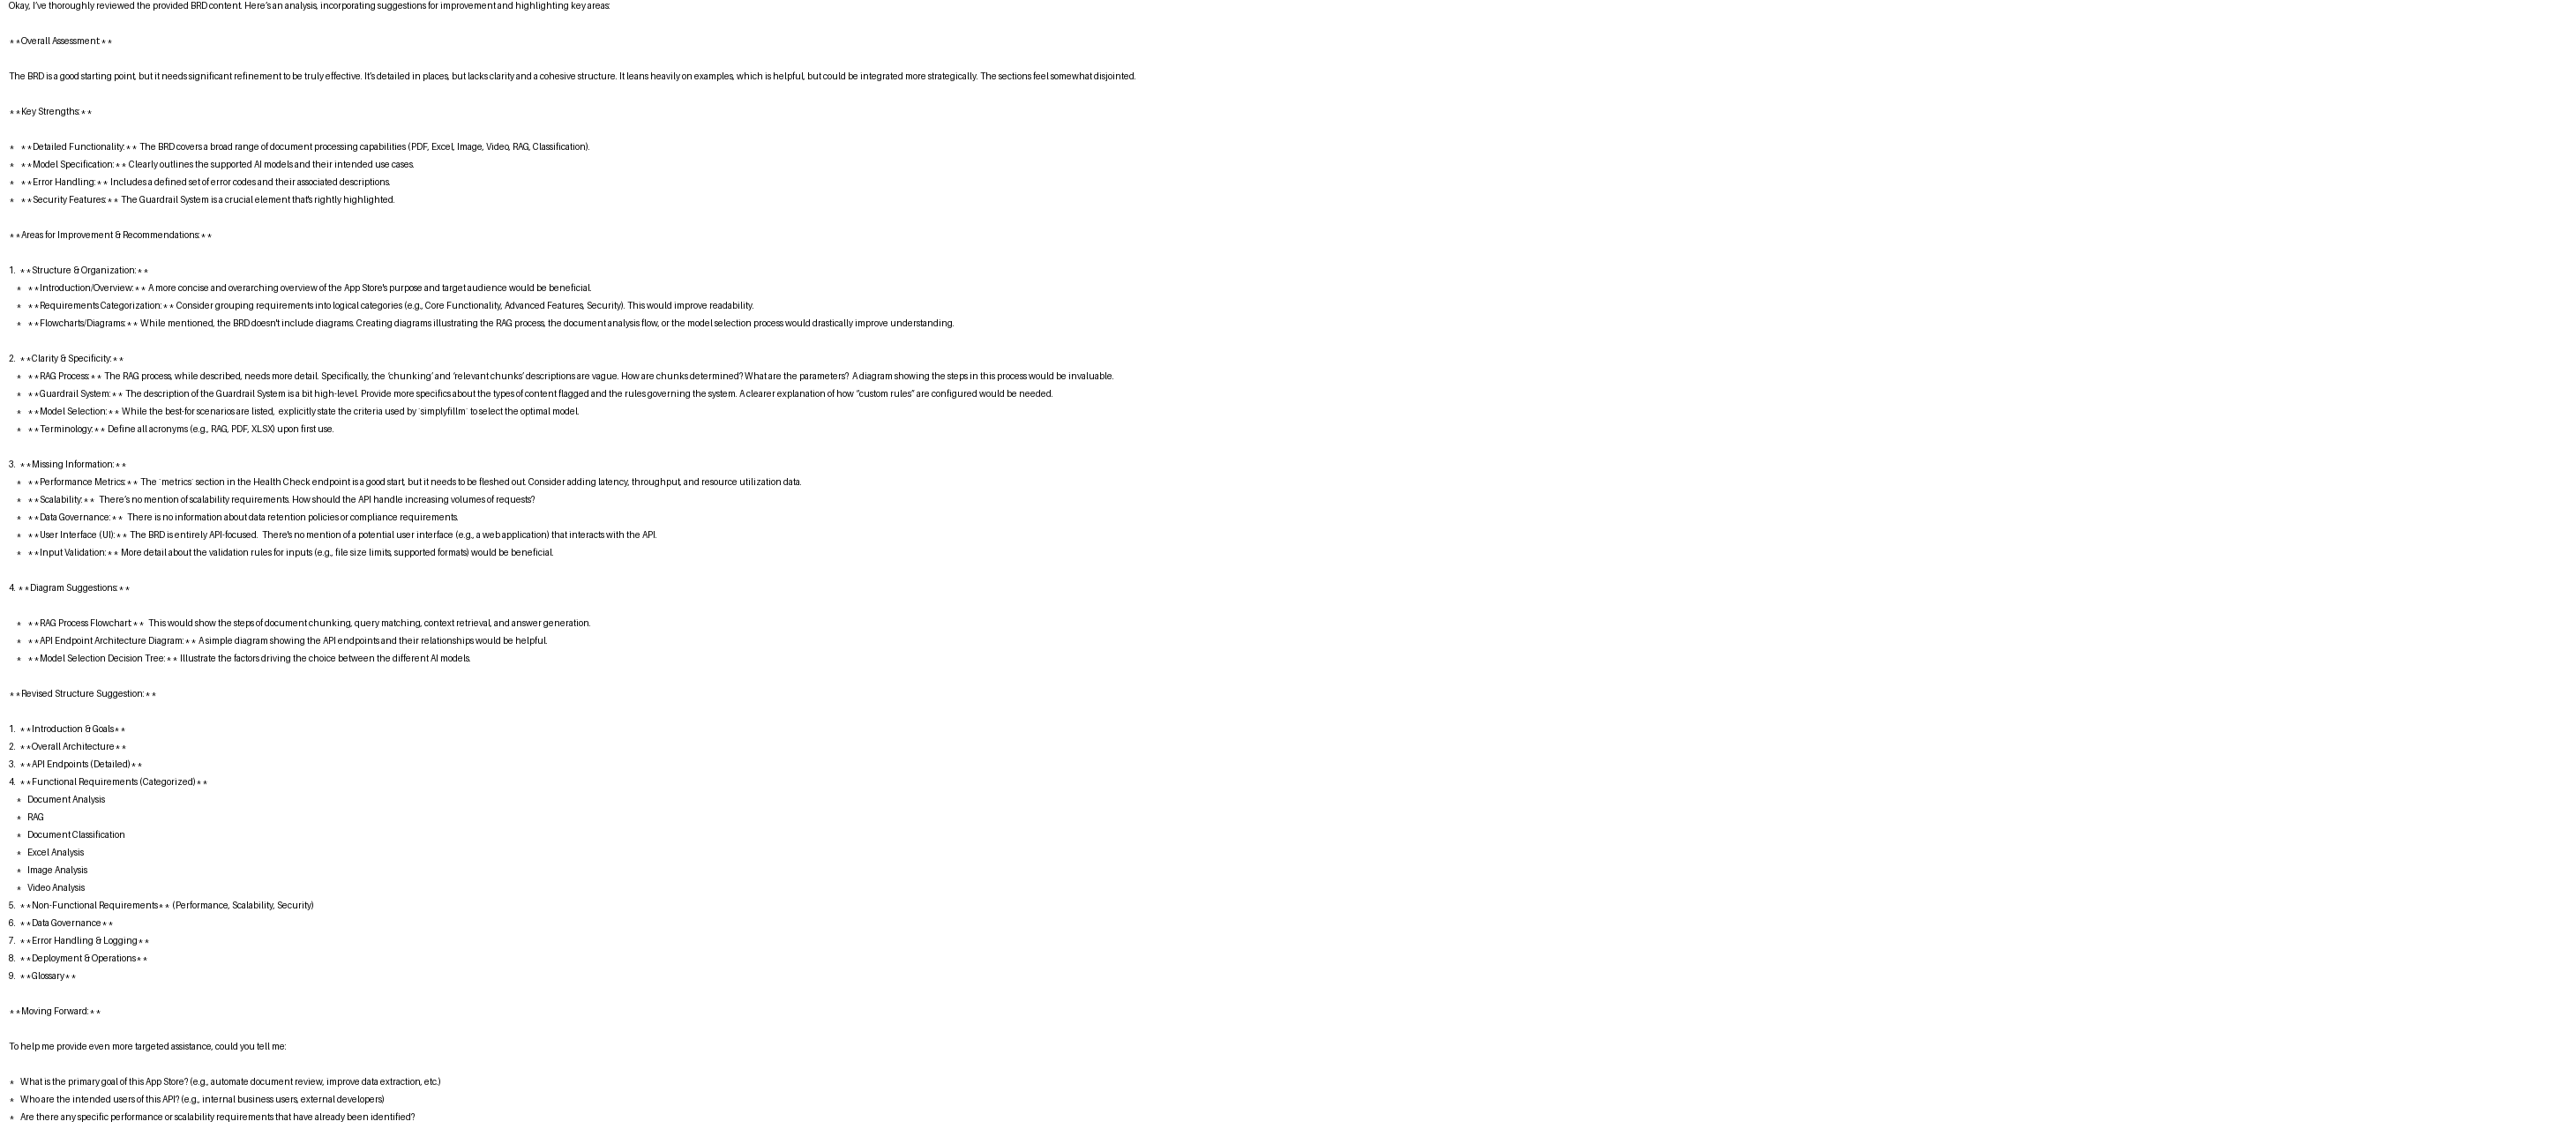 Okay, I've thoroughly reviewed the provided BRD content. Here's an analysis, incorporating suggestions for improvement and highlighting key areas:
**Overall Assessment:**
The BRD is a good starting point, but it needs significant refinement to be truly effective. It's detailed in places, but lacks clarity and a cohesive structure. It leans heavily on examples, which is helpful, but could be integrated more strategically. The sections feel somewhat disjointed.
**Key Strengths:**
* **Detailed Functionality:** The BRD covers a broad range of document processing capabilities (PDF, Excel, Image, Video, RAG, Classification).
* **Model Specification:** Clearly outlines the supported AI models and their intended use cases.
* **Error Handling:** Includes a defined set of error codes and their associated descriptions.
* **Security Features:** The Guardrail System is a crucial element that's rightly highlighted.
**Areas for Improvement & Recommendations:**
1. **Structure & Organization:**
* **Introduction/Overview:** A more concise and overarching overview of the App Store's purpose and target audience would be beneficial.
* **Requirements Categorization:** Consider grouping requirements into logical categories (e.g., Core Functionality, Advanced Features, Security). This would improve readability.
* **Flowcharts/Diagrams:** While mentioned, the BRD doesn't include diagrams. Creating diagrams illustrating the RAG process, the document analysis flow, or the model selection process would drastically improve understanding.
2. **Clarity & Specificity:**
* **RAG Process:** The RAG process, while described, needs more detail. Specifically, the 'chunking' and 'relevant chunks' descriptions are vague. How are chunks determined? What are the parameters? A diagram showing the steps in this process would be invaluable.
* **Guardrail System:** The description of the Guardrail System is a bit high-level. Provide more specifics about the types of content flagged and the rules governing the system. A clearer explanation of how "custom rules" are configured would be needed.
* **Model Selection:** While the best-for scenarios are listed, explicitly state the criteria used by `simplyfillm` to select the optimal model.
* **Terminology:** Define all acronyms (e.g., RAG, PDF, XLSX) upon first use.
3. **Missing Information:**
* **Performance Metrics:** The `metrics` section in the Health Check endpoint is a good start, but it needs to be fleshed out. Consider adding latency, throughput, and resource utilization data.
* **Scalability:** There's no mention of scalability requirements. How should the API handle increasing volumes of requests?
* **Data Governance:** There is no information about data retention policies or compliance requirements.
* **User Interface (UI):** The BRD is entirely API-focused. There's no mention of a potential user interface (e.g., a web application) that interacts with the API.
* **Input Validation:** More detail about the validation rules for inputs (e.g., file size limits, supported formats) would be beneficial.
4. **Diagram Suggestions:**
* **RAG Process Flowchart:** This would show the steps of document chunking, query matching, context retrieval, and answer generation.
* **API Endpoint Architecture Diagram:** A simple diagram showing the API endpoints and their relationships would be helpful.
* **Model Selection Decision Tree:** Illustrate the factors driving the choice between the different AI models.
**Revised Structure Suggestion:**
1. **Introduction & Goals**
2. **Overall Architecture**
3. **API Endpoints (Detailed)**
4. **Functional Requirements (Categorized)**
* Document Analysis
* RAG
* Document Classification
* Excel Analysis
* Image Analysis
* Video Analysis
5. **Non-Functional Requirements** (Performance, Scalability, Security)
6. **Data Governance**
7. **Error Handling & Logging**
8. **Deployment & Operations**
9. **Glossary**
**Moving Forward:**
To help me provide even more targeted assistance, could you tell me:
* What is the primary goal of this App Store? (e.g., automate document review, improve data extraction, etc.)
* Who are the intended users of this API? (e.g., internal business users, external developers)
* Are there any specific performance or scalability requirements that have already been identified?